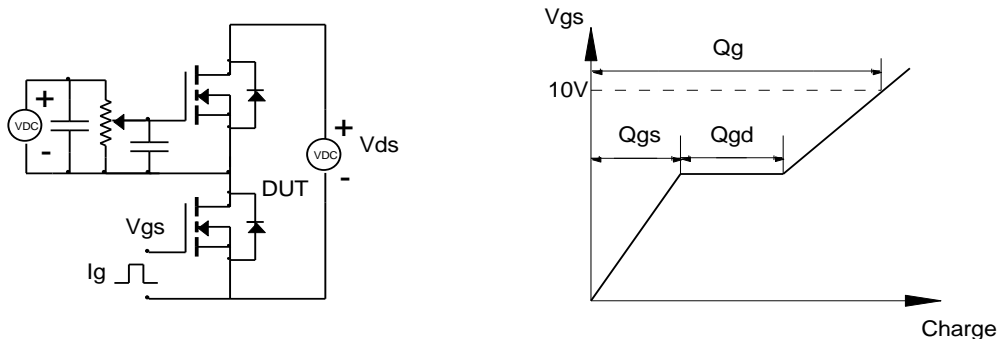 +
VDC
-
+
VDC
-
Vds
DUT
Vgs
Ig
Vgs
Qg
10V
Qgs
Qgd
Charge